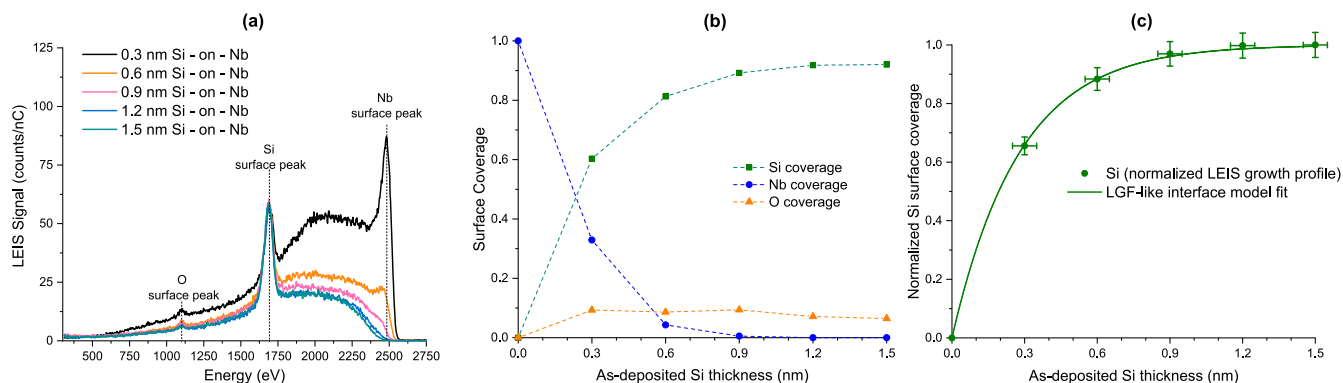 (a)
LEIS Signal (counts/nC)
125
100
75
50
25
0
0.3 nm Si - on - Nb
0.6 nm Si - on - Nb
0.9 nm Si - on - Nb
1.2 nm Si - on - Nb
1.5 nm Si - on - Nb
Nb
surface peak
Si
surface peak
O
surface peak
250 750 1250 1750 2250 2750
Energy (eV)
(b)
Surface Coverage
1.0
0.8
0.6
0.4
0.2
0.0
Si coverage
Nb coverage
O coverage
0.0 0.3 0.6 0.9 1.2 1.5
As-deposited Si thickness (nm)
(c)
Normalized Si surface coverage
1.0
0.8
0.6
0.4
0.2
0.0
Si (normalized LEIS growth profile)
LGF-like interface model fit
0.0 0.3 0.6 0.9 1.2 1.5
As-deposited Si thickness (nm)